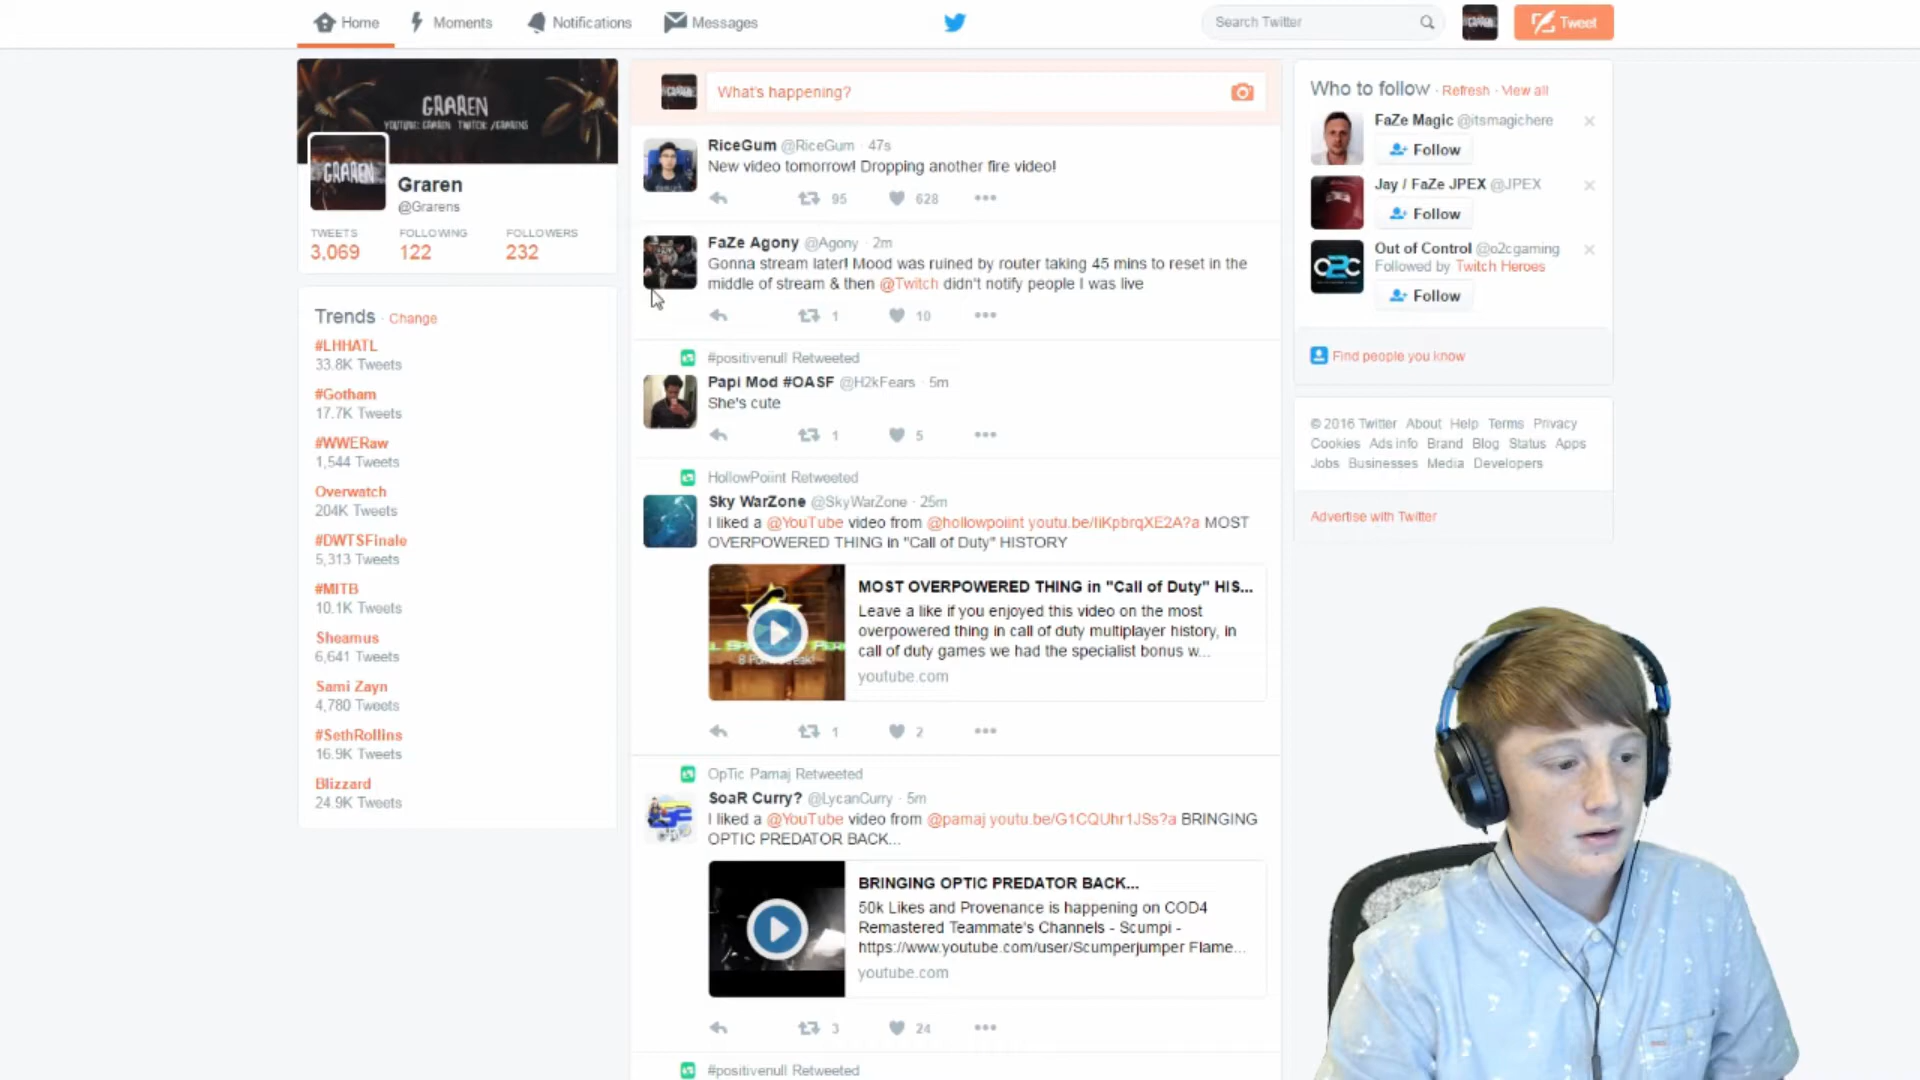 Home Moments Notifications Messages Search Twitter Tweet
GRAREN
YOUTUBE: GRAREN TWITCH: /GRARENS
GRAREN
Graren
@Grarens
TWEETS FOLLOWING FOLLOWERS
3,069 122 232
Trends · Change
#LHHATL
33.8K Tweets
#Gotham
17.7K Tweets
#WWERaw
1,544 Tweets
Overwatch
204K Tweets
#DWTSFinale
5,313 Tweets
#MITB
10.1K Tweets
Sheamus
6,641 Tweets
Sami Zayn
4,780 Tweets
#SethRollins
16.9K Tweets
Blizzard
24.9K Tweets
What's happening?
RiceGum @RiceGum · 47s
New video tomorrow! Dropping another fire video!
95 628
FaZe Agony @Agony · 2m
Gonna stream later! Mood was ruined by router taking 45 mins to reset in the
middle of stream & then @Twitch didn't notify people I was live
1 10
#positivenull Retweeted
Papi Mod #OASF @H2kFears · 5m
She's cute
1 5
HollowPoiint Retweeted
Sky WarZone @SkyWarZone · 25m
I liked a @YouTube video from @hollowpoiint youtu.be/IiKpbrqXE2A?a MOST
OVERPOWERED THING in "Call of Duty" HISTORY
MOST OVERPOWERED THING in "Call of Duty" HIS...
Leave a like if you enjoyed this video on the most
overpowered thing in call of duty multiplayer history, in
call of duty games we had the specialist bonus w...
youtube.com
1 2
OpTic Pamaj Retweeted
SoaR Curry? @LycanCurry · 5m
I liked a @YouTube video from @pamaj youtu.be/G1CQUhr1JSs?a BRINGING
OPTIC PREDATOR BACK...
BRINGING OPTIC PREDATOR BACK...
50k Likes and Provenance is happening on COD4
Remastered Teammate's Channels - Scumpi -
https://www.youtube.com/user/Scumperjumper Flame...
youtube.com
3 24
#positivenull Retweeted
Who to follow · Refresh · View all
FaZe Magic @itsmagichere
Follow
Jay / FaZe JPEX @JPEX
Follow
O2C
Out of Control @o2cgaming
Followed by Twitch Heroes
Follow
Find people you know
© 2016 Twitter About Help Terms Privacy
Cookies Ads info Brand Blog Status Apps
Jobs Businesses Media Developers
Advertise with Twitter